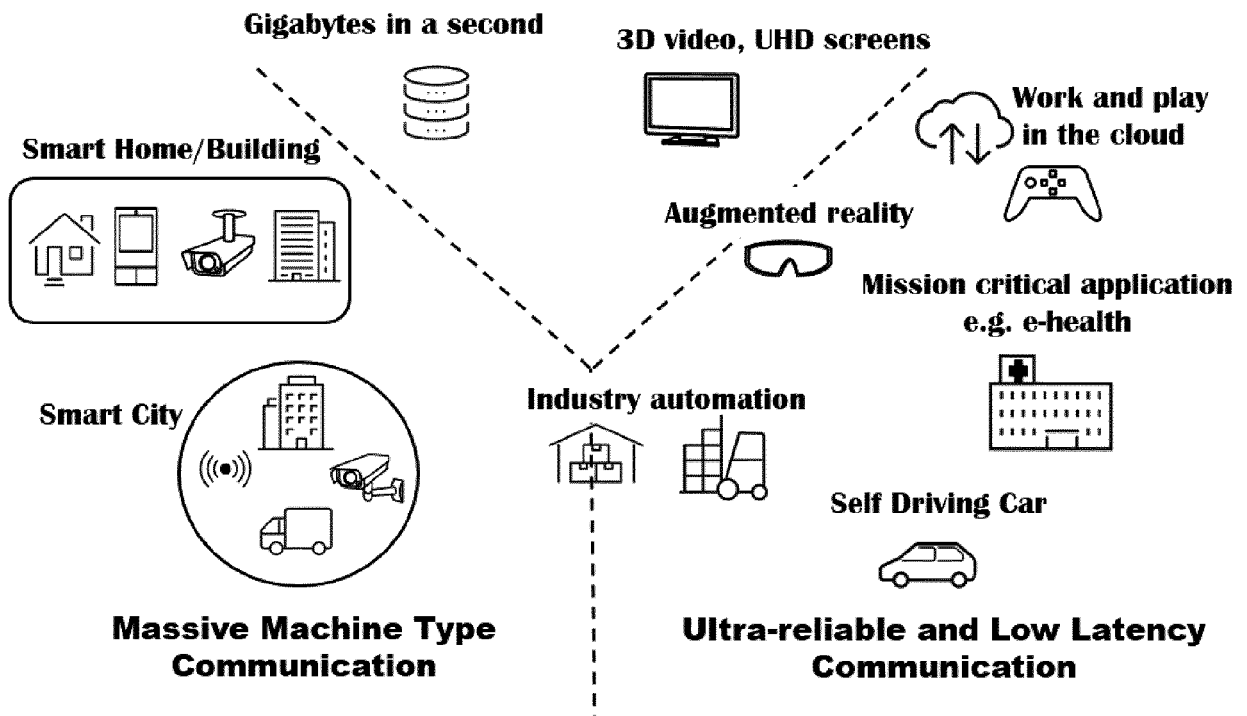 Gigabytes in a second
3D video, UHD screens
Work and play
in the cloud
Smart Home/Building
Augmented reality
Mission critical application
e.g. e-health
Smart City
Industry automation
Self Driving Car
Massive Machine Type
Communication
Ultra-reliable and Low Latency
Communication